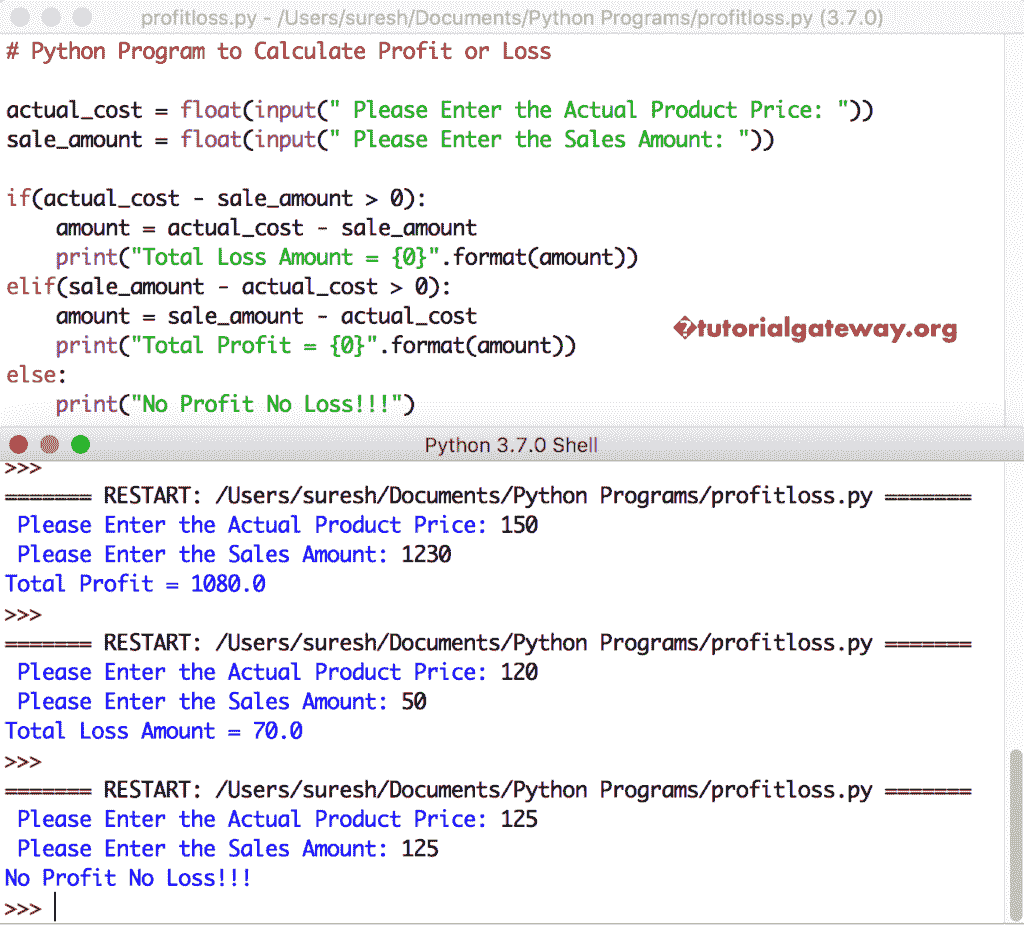 profitloss.py - /Users/suresh/Documents/Python Programs/profitloss.py (3.7.0)
# Python Program to Calculate Profit or Loss
actual_cost = float(input(" Please Enter the Actual Product Price: "))
sale_amount = float(input(" Please Enter the Sales Amount: "))
if(actual_cost - sale_amount > 0):
    amount = actual_cost - sale_amount
    print("Total Loss Amount = {0}".format(amount))
elif(sale_amount - actual_cost > 0):
    amount = sale_amount - actual_cost
    print("Total Profit = {0}".format(amount))
else:
    print("No Profit No Loss!!!")
�tutorialgateway.org
Python 3.7.0 Shell
>>>
======= RESTART: /Users/suresh/Documents/Python Programs/profitloss.py =======
 Please Enter the Actual Product Price: 150
 Please Enter the Sales Amount: 1230
Total Profit = 1080.0
>>>
======= RESTART: /Users/suresh/Documents/Python Programs/profitloss.py =======
 Please Enter the Actual Product Price: 120
 Please Enter the Sales Amount: 50
Total Loss Amount = 70.0
>>>
======= RESTART: /Users/suresh/Documents/Python Programs/profitloss.py =======
 Please Enter the Actual Product Price: 125
 Please Enter the Sales Amount: 125
No Profit No Loss!!!
>>>